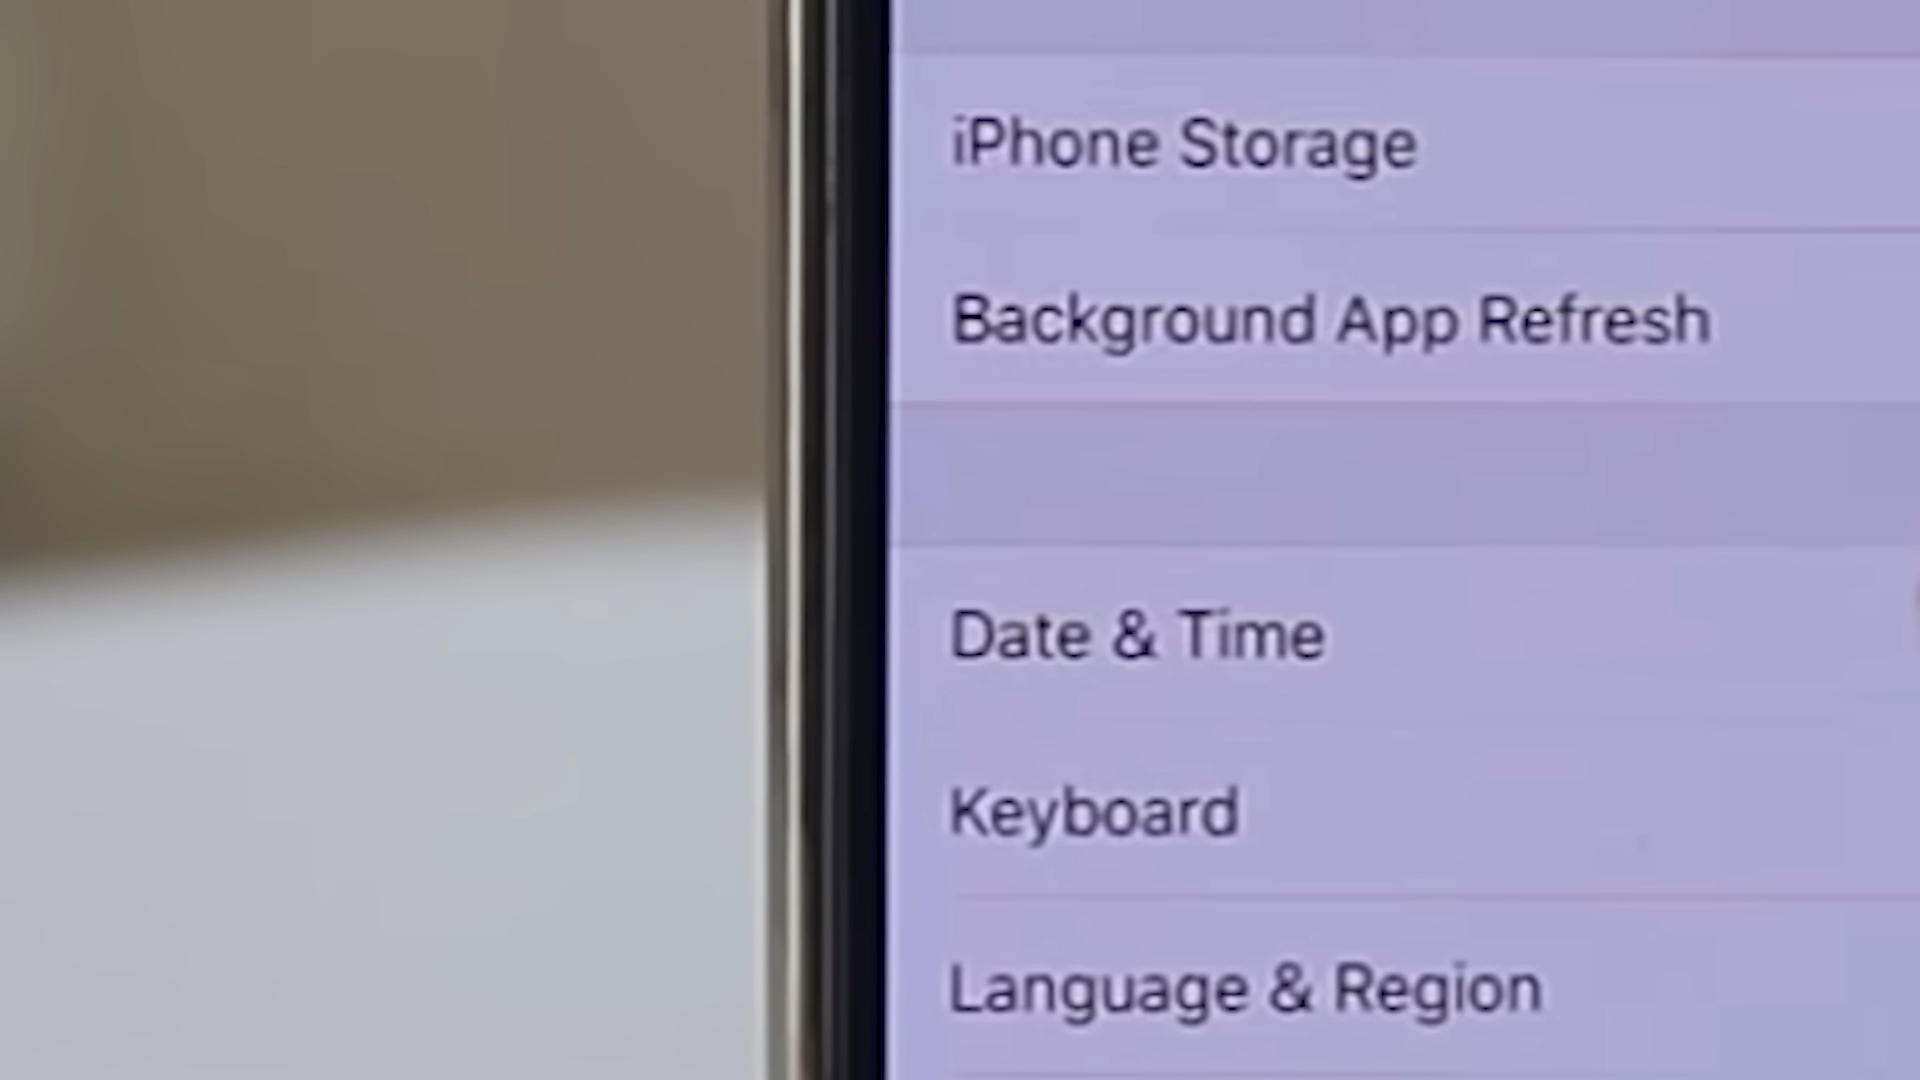 iPhone Storage
Background App Refresh
Date & Time
Keyboard
Language & Region